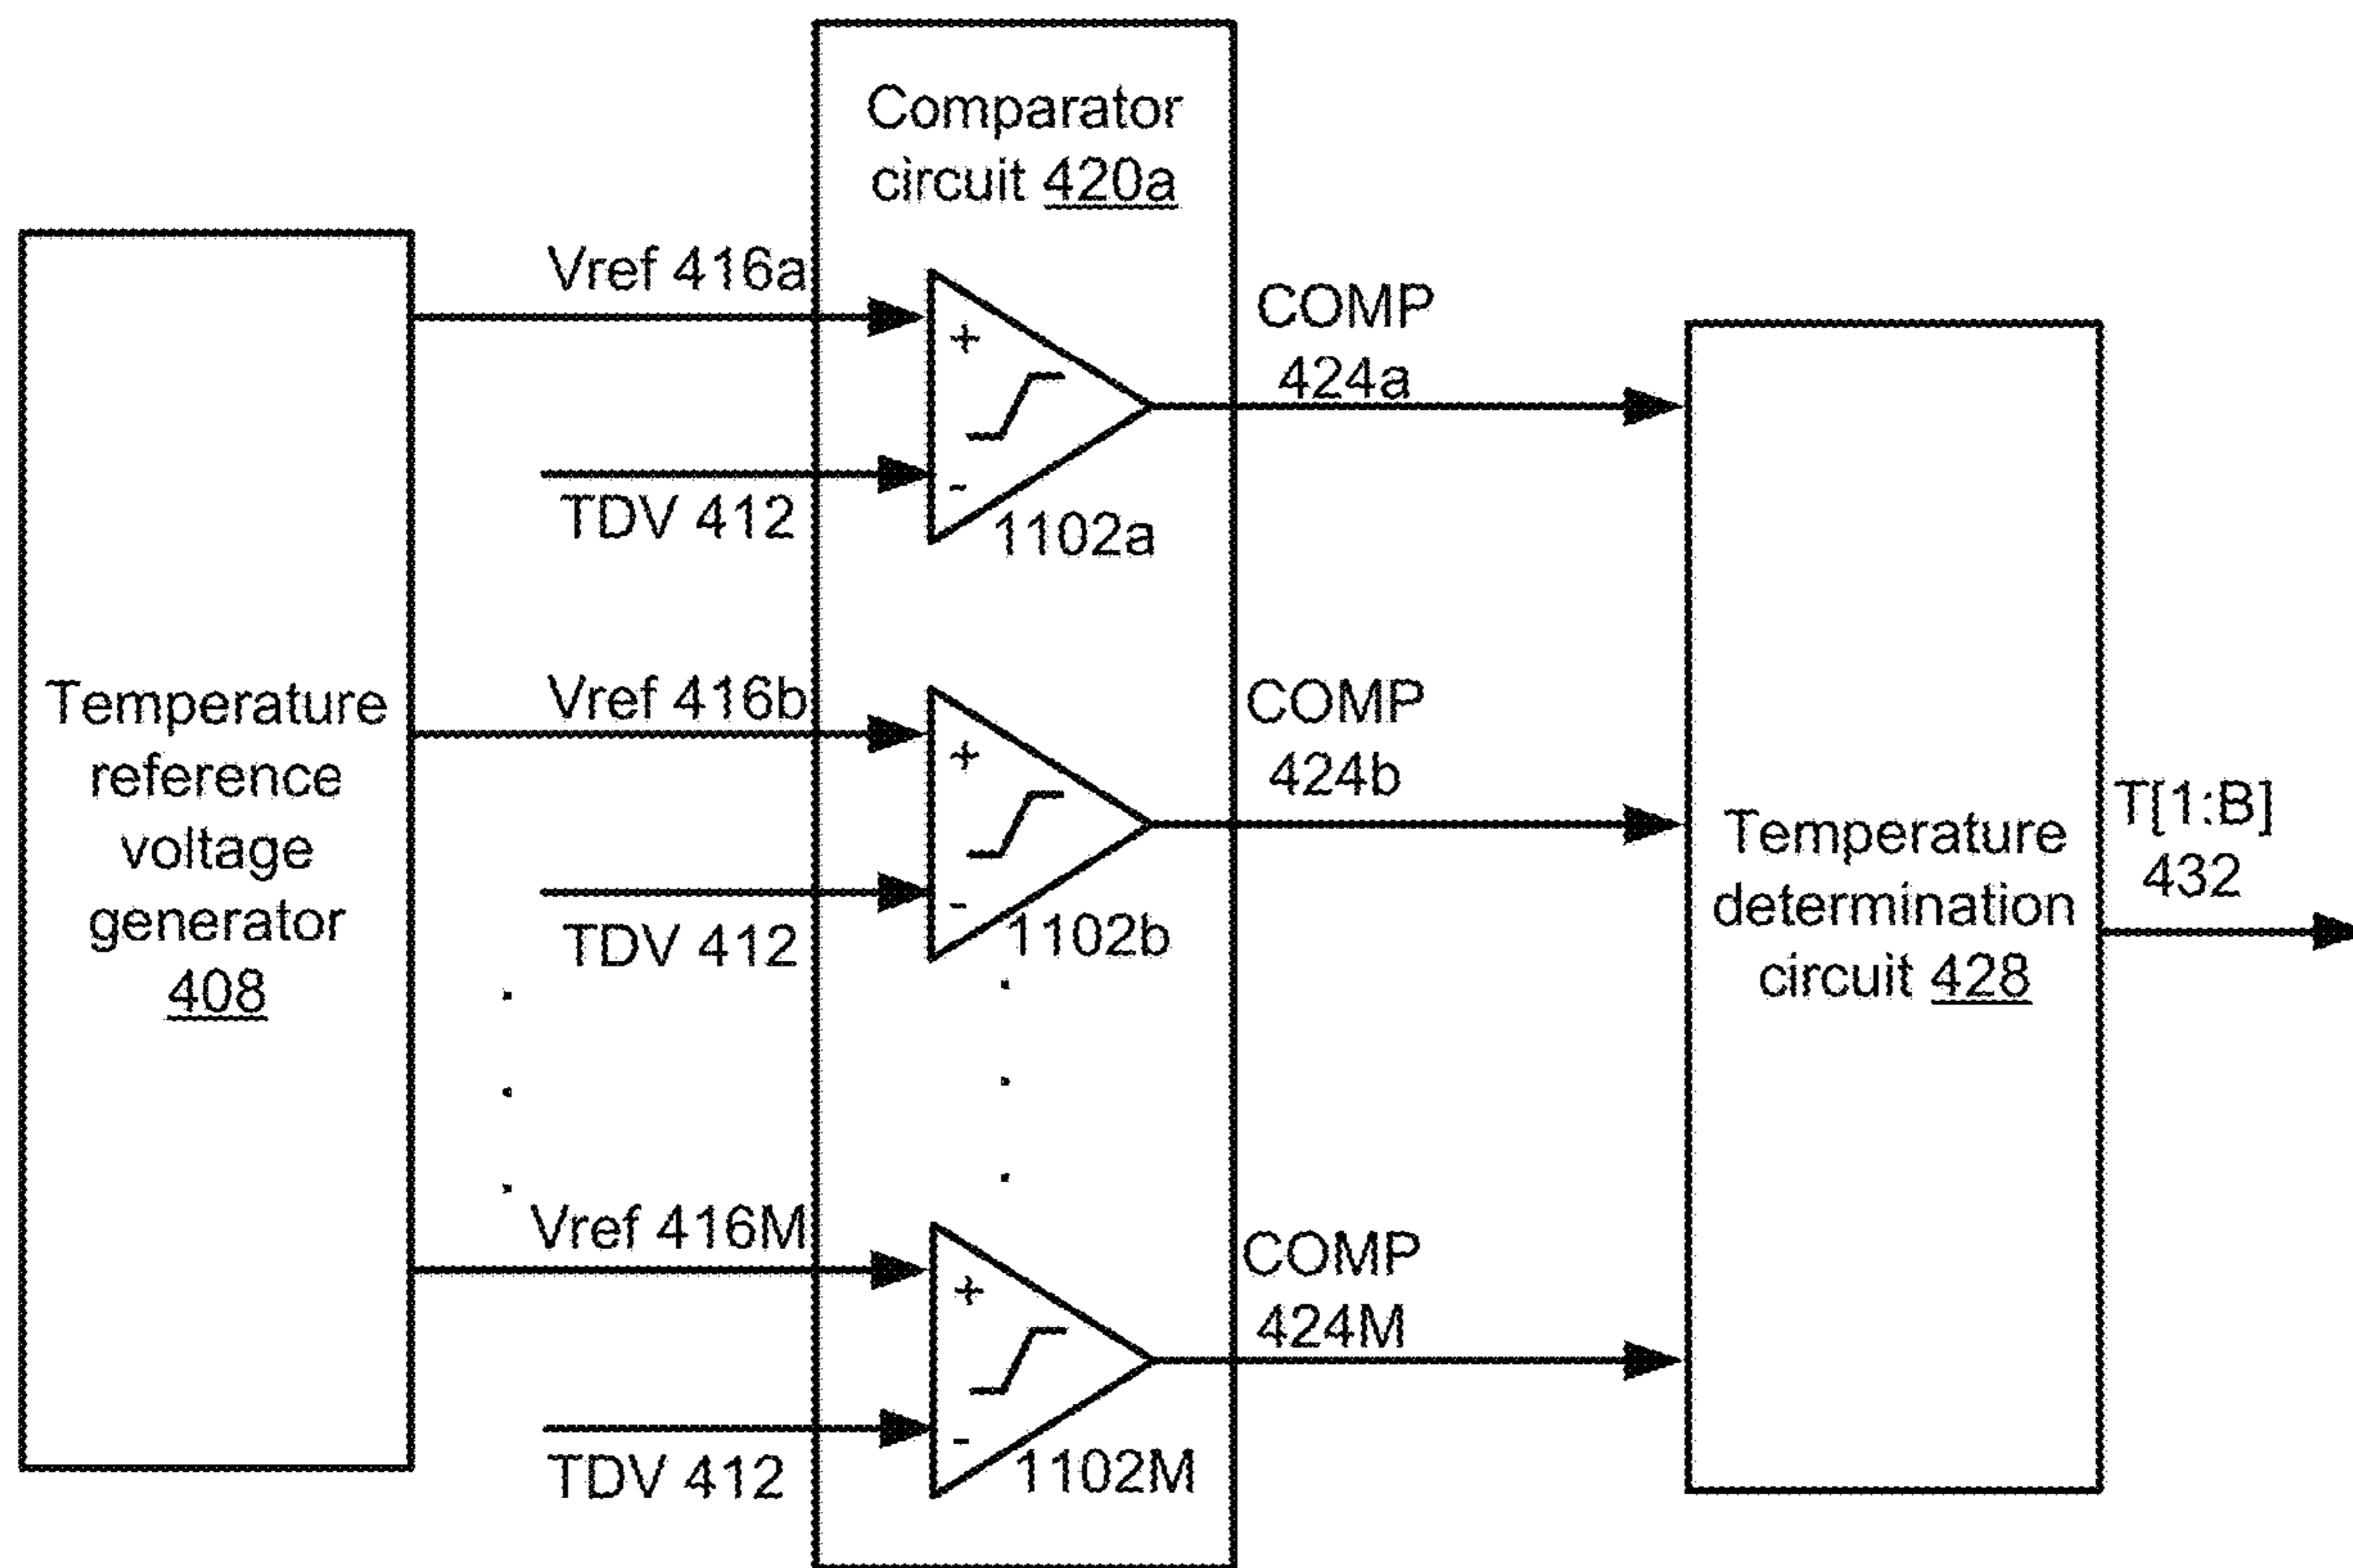 Comparator
circuit 420a
Vref 416a
+
-
TDV 412
1102a
COMP
424a
Temperature
reference
voltage
generator
408
Vref 416b
+
-
TDV 412
1102b
COMP
424b
Temperature
determination
circuit 428
T[1:B]
432
Vref 416M
+
-
TDV 412
1102M
COMP
424M